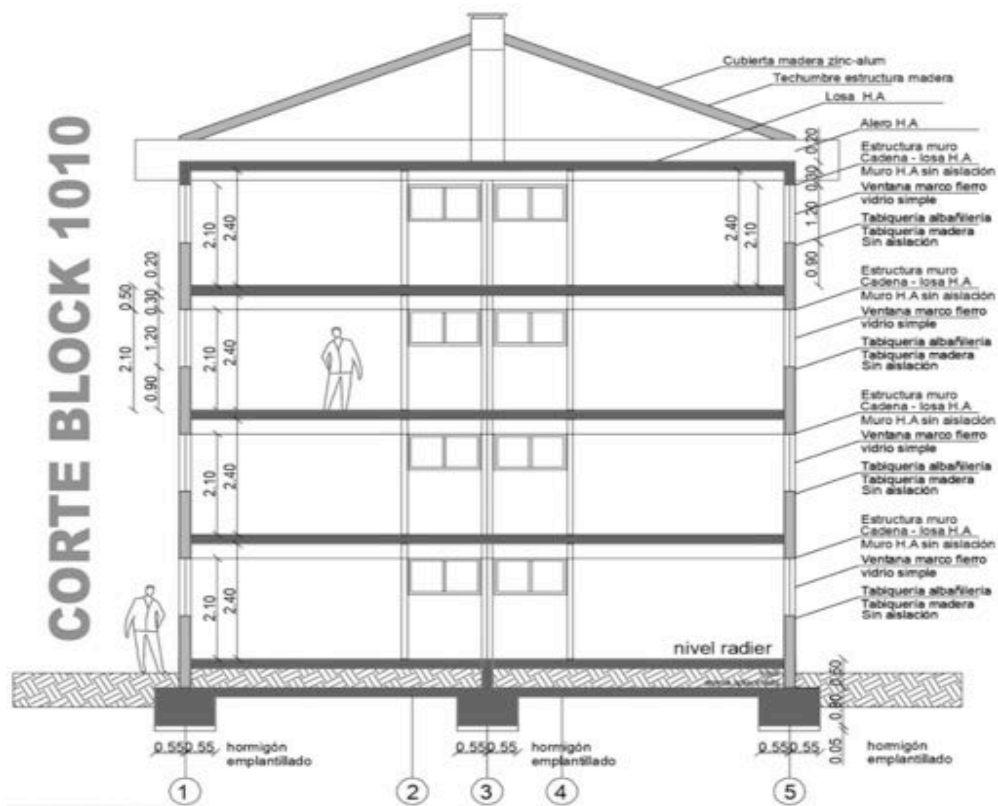 CORTE BLOCK 1010
Cubierta madera zinc-alum
Techumbre estructura madera
Losa H.A
Alero H.A
0.20
Estructura muro
Cadena - losa H.A
Muro H.A sin aislación
0.30
Ventana marco fierro
vidrio simple
1.20
Tabiquería albañilería
Tabiquería madera
Sin aislación
0.90
2.10
2.40
2.40
2.10
0.20
0.50
0.30
Estructura muro
Cadena - losa H.A
Muro H.A sin aislación
Ventana marco fierro
vidrio simple
2.10
1.20
0.90
2.10
2.40
Tabiquería albañilería
Tabiquería madera
Sin aislación
Estructura muro
Cadena - losa H.A
Muro H.A sin aislación
Ventana marco fierro
vidrio simple
2.10
2.40
Tabiquería albañilería
Tabiquería madera
Sin aislación
Estructura muro
Cadena - losa H.A
Muro H.A sin aislación
Ventana marco fierro
vidrio simple
2.10
2.40
Tabiquería albañilería
Tabiquería madera
Sin aislación
nivel radier
0.50
0.05
0.55 0.55
hormigón
emplantillado
0.55 0.55
hormigón
emplantillado
0.55 0.55
hormigón
emplantillado
1
2
3
4
5